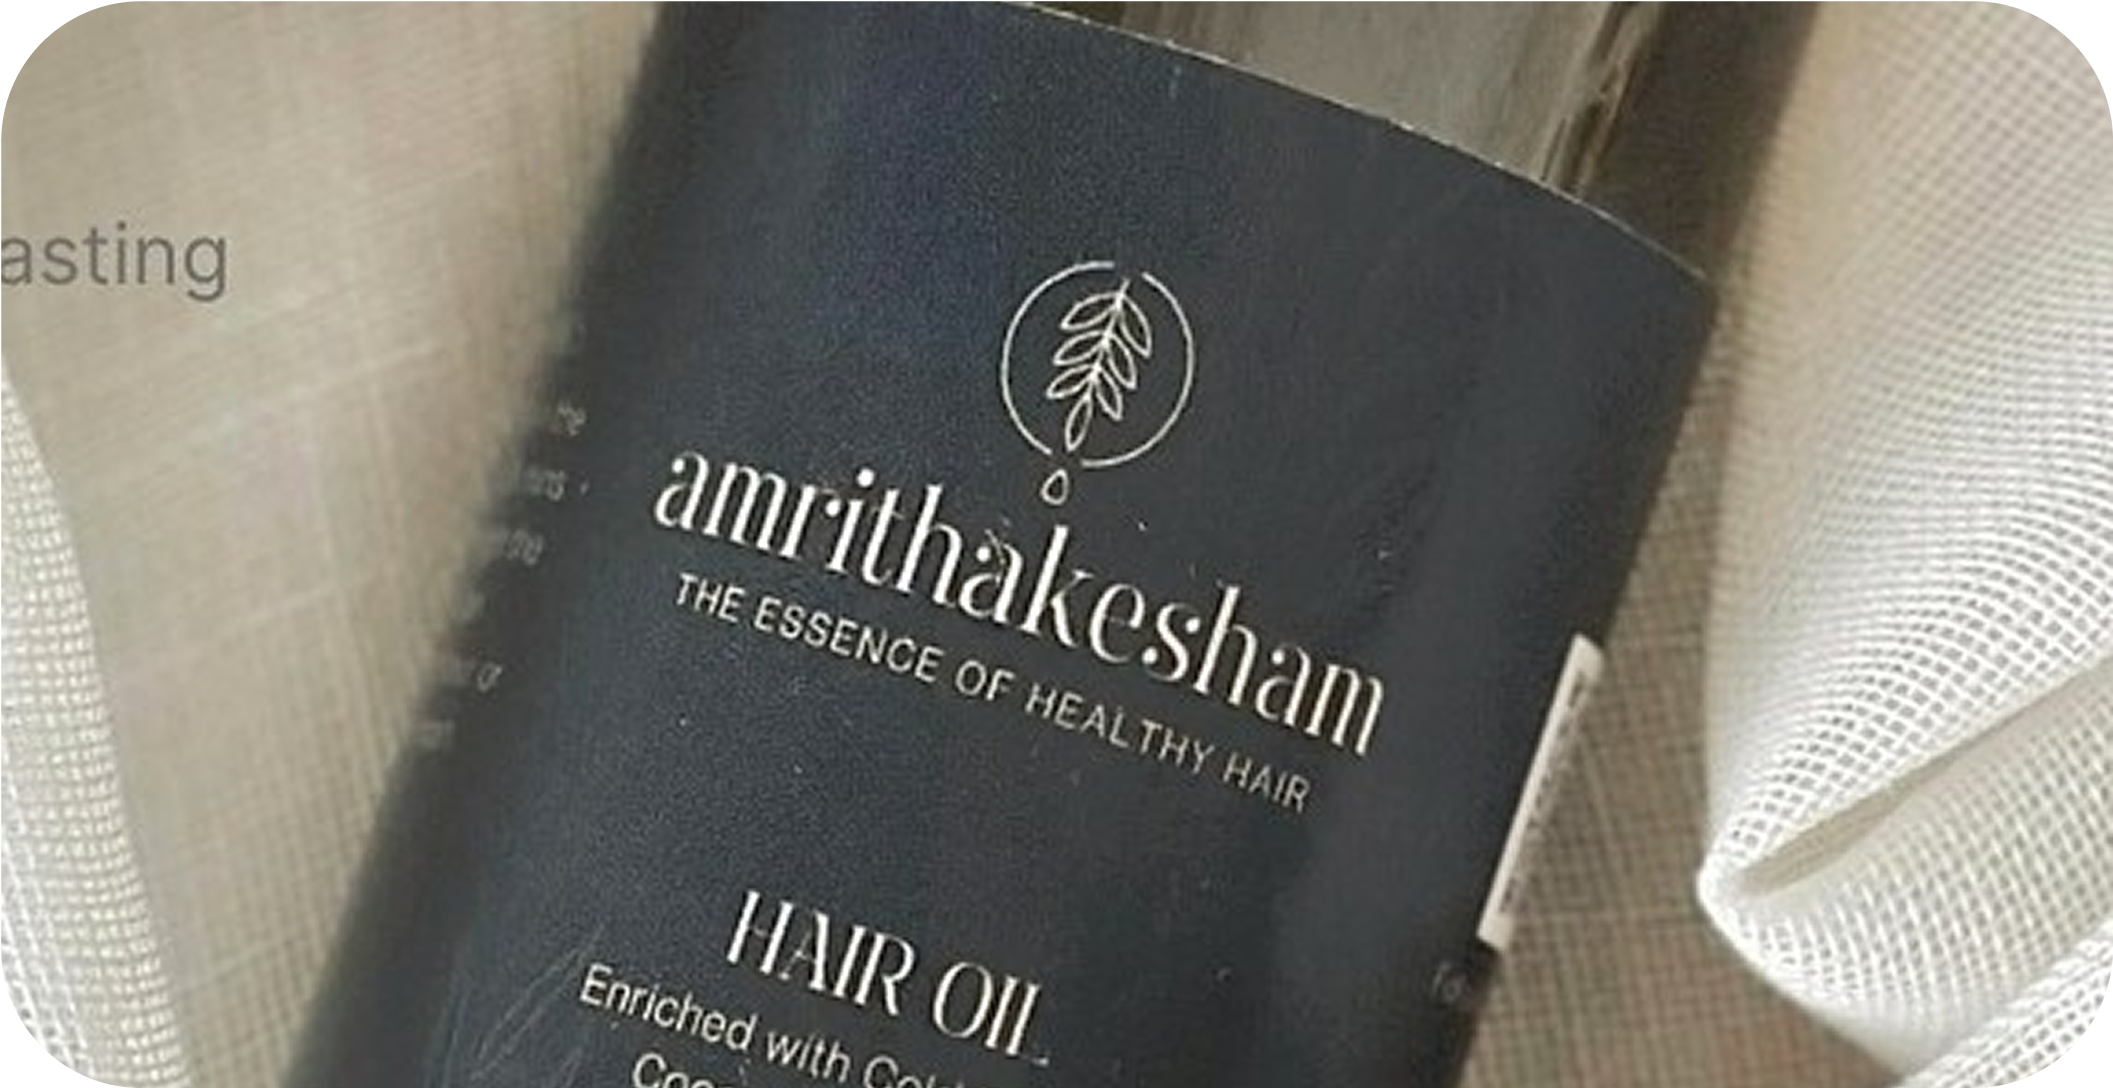 asting
amrithakesham
THE ESSENCE OF HEALTHY HAIR
HAIR OIL
Enriched with